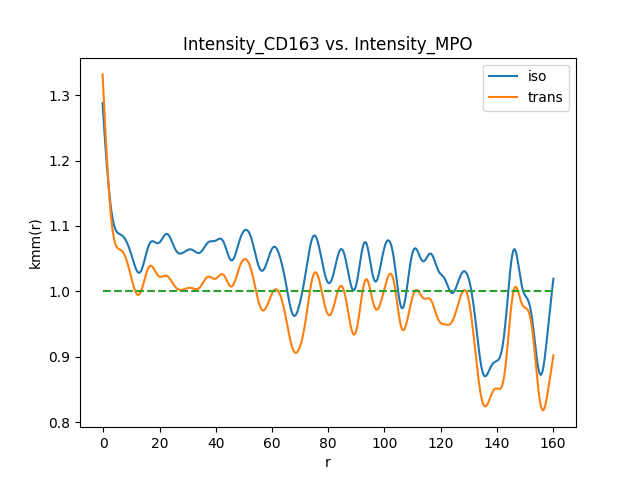 Intensity_CD163 vs. Intensity_MPO
iso
trans
kmm(r)
1.3
1.2
1.1
1.0
0.9
0.8
0 20 40 60 80 100 120 140 160
r